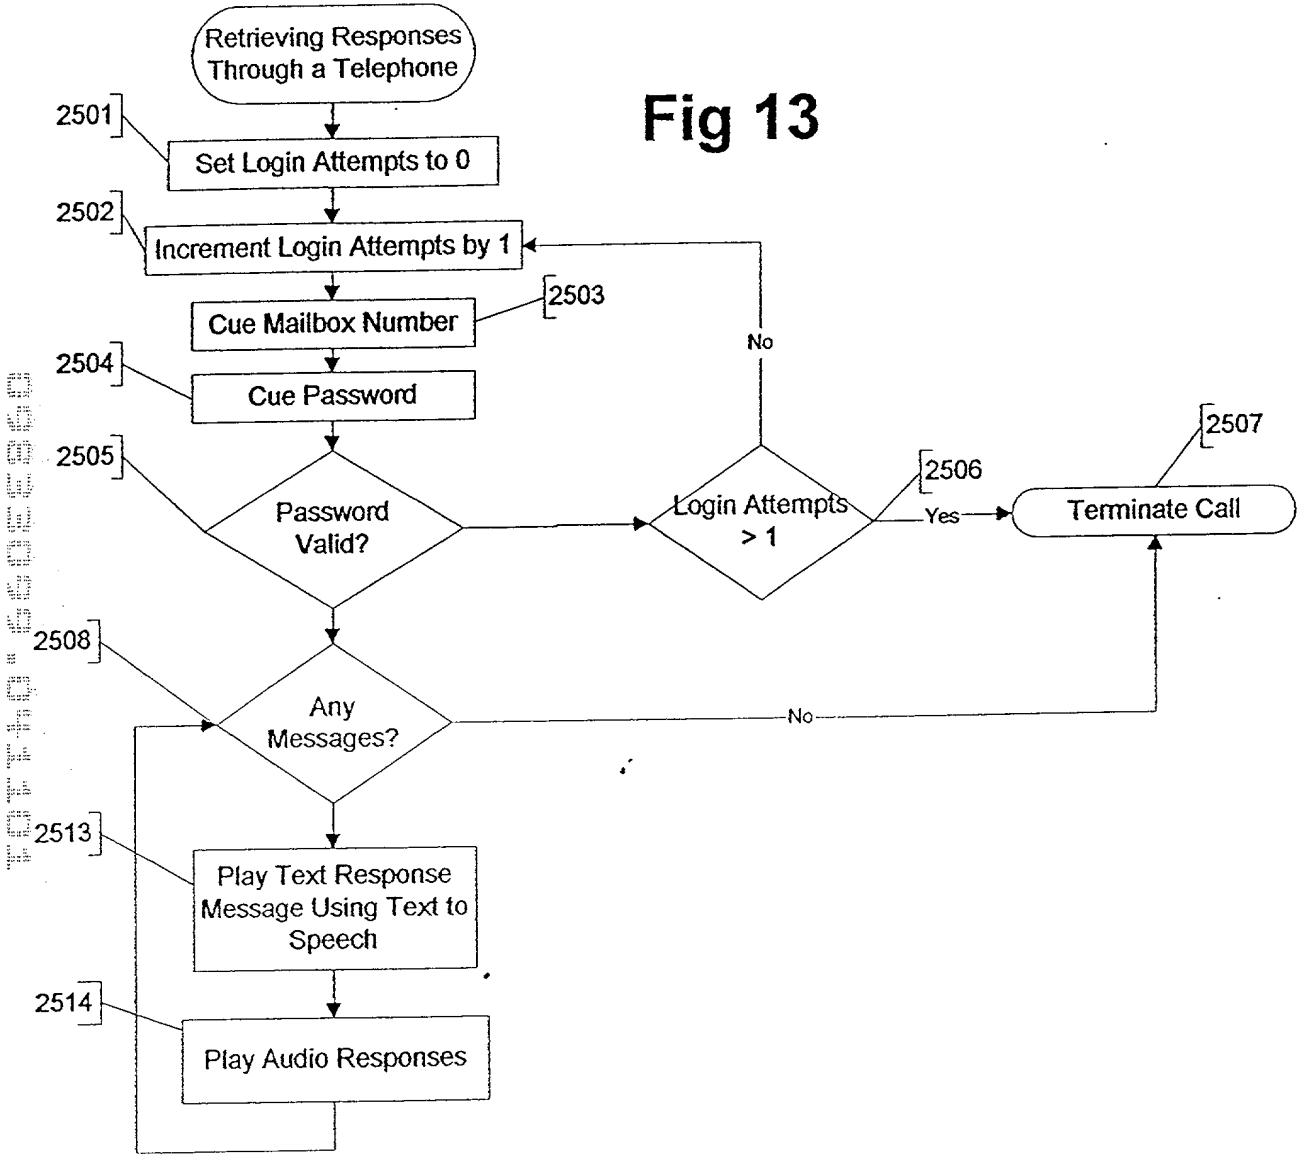 Retrieving Responses
Through a Telephone
Fig 13
2501
Set Login Attempts to 0
2502
Increment Login Attempts by 1
2503
Cue Mailbox Number
No
2504
Cue Password
2505
Password
Valid?
2506
Login Attempts
> 1
Yes
2507
Terminate Call
2508
Any
Messages?
No
2513
Play Text Response
Message Using Text to
Speech
2514
Play Audio Responses